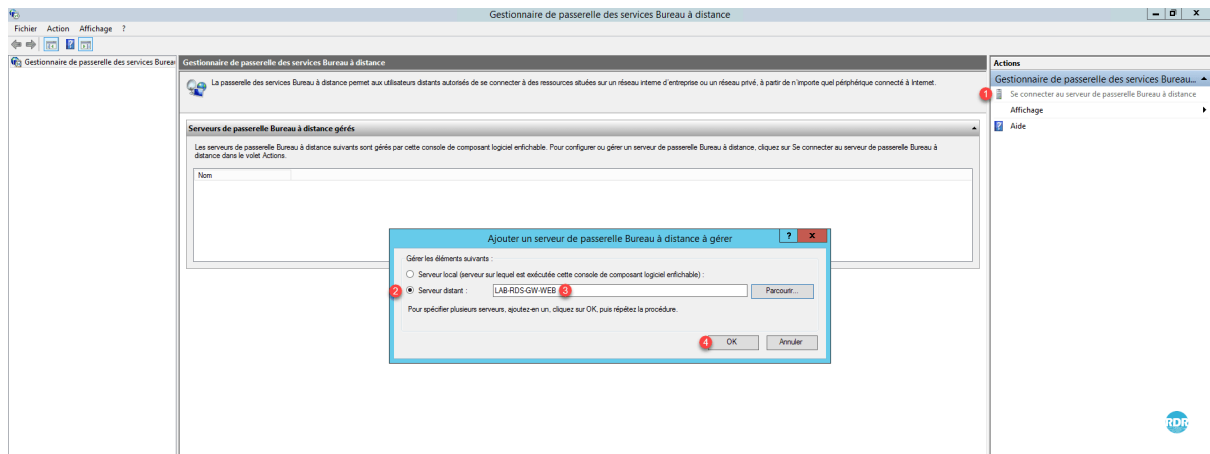 Gestionnaire de passerelle des services Bureau à distance
Fichier Action Affichage ?
Gestionnaire de passerelle des services Bureau
Gestionnaire de passerelle des services Bureau à distance
La passerelle des services Bureau à distance permet aux utilisateurs distants autorisés de se connecter à des ressources situées sur un réseau interne d'entreprise ou un réseau privé, à partir de n'importe quel périphérique connecté à Internet.
Serveurs de passerelle Bureau à distance gérés
Les serveurs de passerelle Bureau à distance suivants sont gérés par cette console de composant logiciel enfichable. Pour configurer ou gérer un serveur de passerelle Bureau à distance, cliquez sur Se connecter au serveur de passerelle Bureau à
distance dans le volet Actions.
Nom
Ajouter un serveur de passerelle Bureau à distance à gérer
? x
Gérer les éléments suivants :
Serveur local (serveur sur lequel est exécutée cette console de composant logiciel enfichable) :
2 Serveur distant : LAB-RDS-GW-WEB 3 Parcourir...
Pour spécifier plusieurs serveurs, ajoutez-en un, cliquez sur OK, puis répétez la procédure.
4 OK Annuler
Actions
Gestionnaire de passerelle des services Bureau...
1 Se connecter au serveur de passerelle Bureau à distance
Affichage
? Aide
RDR